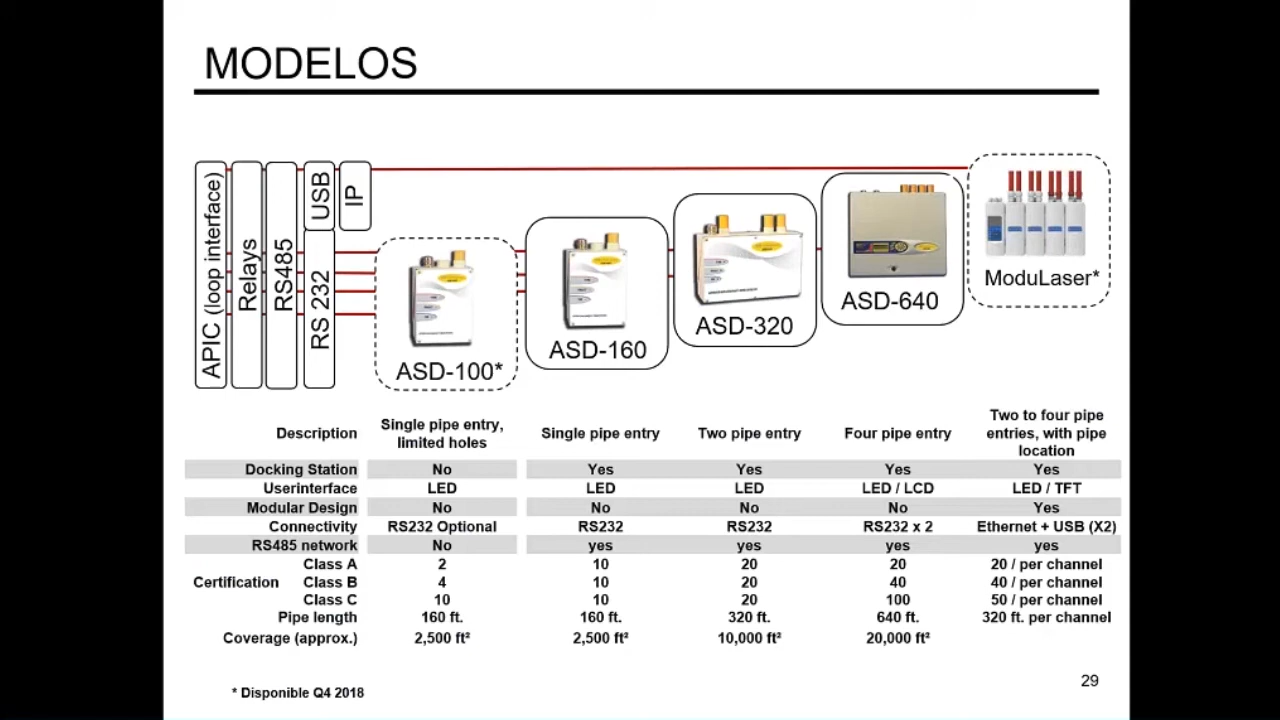 MODELOS
APIC (loop interface)
Relays
RS485
USB
RS 232
IP
ASD-100*
ASD-160
ASD-320
ASD-640
ModuLaser*
Description Single pipe entry, limited holes Single pipe entry Two pipe entry Four pipe entry Two to four pipe entries, with pipe location
Docking Station No Yes Yes Yes Yes
Userinterface LED LED LED LED / LCD LED / TFT
Modular Design No No No No Yes
Connectivity RS232 Optional RS232 RS232 RS232 x 2 Ethernet + USB (X2)
RS485 network No yes yes yes yes
Class A 2 10 20 20 20 / per channel
Certification Class B 4 10 20 40 40 / per channel
Class C 10 10 20 100 50 / per channel
Pipe length 160 ft. 160 ft. 320 ft. 640 ft. 320 ft. per channel
Coverage (approx.) 2,500 ft² 2,500 ft² 10,000 ft² 20,000 ft²
* Disponible Q4 2018
29